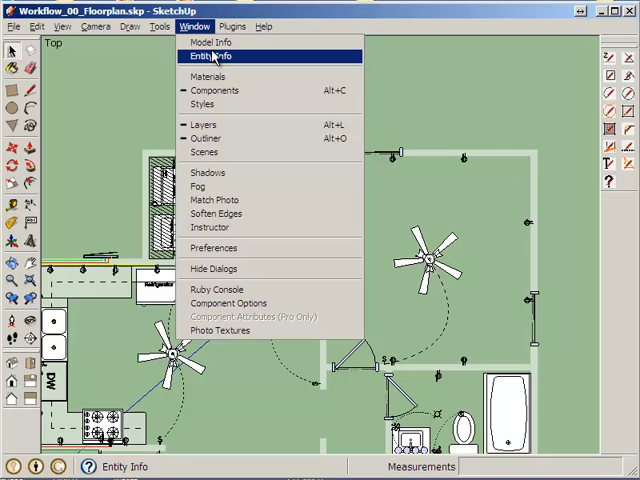 Workflow_00_Floorplan.skp - SketchUp
File Edit View Camera Draw Tools Window Plugins Help
Top
Model Info
Entity Info
Materials
Components Alt+C
Styles
Layers Alt+L
Outliner Alt+O
Scenes
Shadows
Fog
Match Photo
Soften Edges
Instructor
Preferences
Hide Dialogs
Ruby Console
Component Options
Component Attributes (Pro Only)
Photo Textures
Refrigerator
DW
Entity Info
Measurements